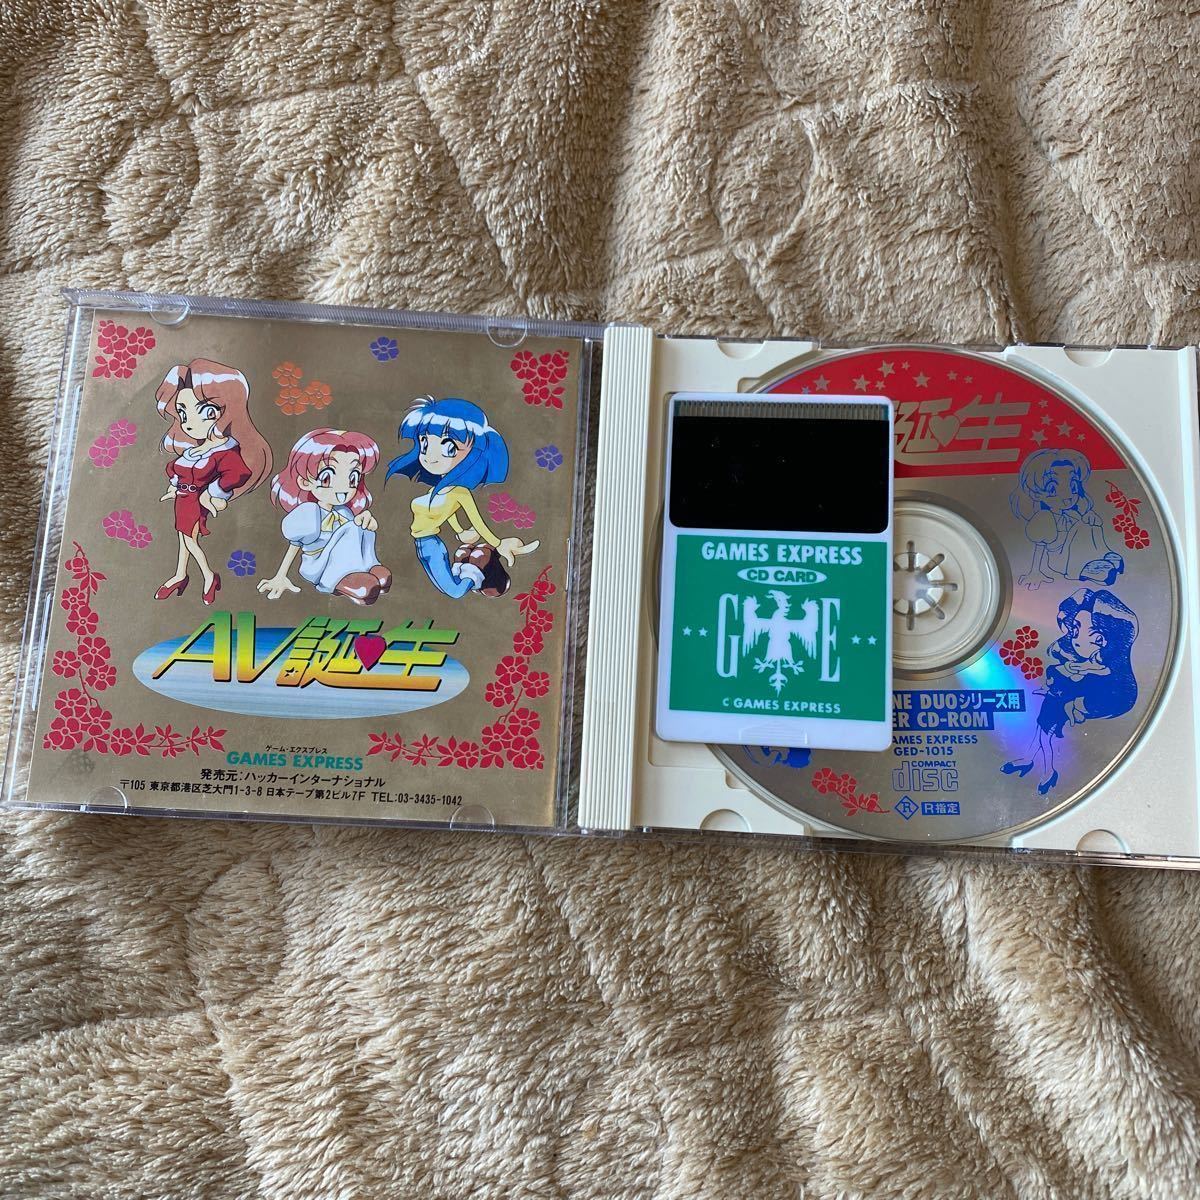 AV誕生
ゲーム・エクスプレス
GAMES EXPRESS
発売元:ハッカーインターナショナル
〒105 東京都港区芝大門1-3-8 日本テープ第2ビル7F TEL:03-3435-1042
GAMES EXPRESS
CD CARD
G E
C GAMES EXPRESS
誕生
NE DUOシリーズ用
ER CD-ROM
AMES EXPRESS
GED-1015
COMPACT
disc
R R指定